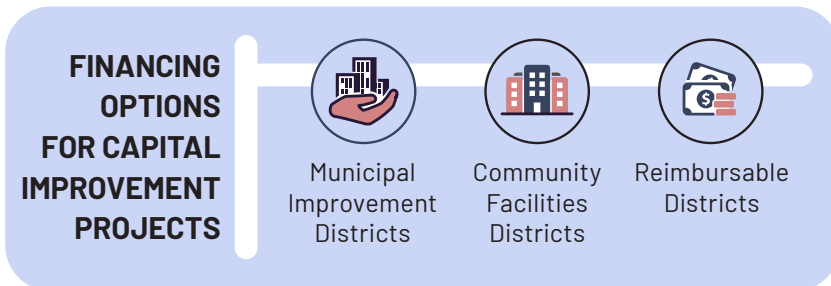 FINANCING
OPTIONS
FOR CAPITAL
IMPROVEMENT
PROJECTS
Municipal
Improvement
Districts
Community
Facilities
Districts
Reimbursable
Districts
$